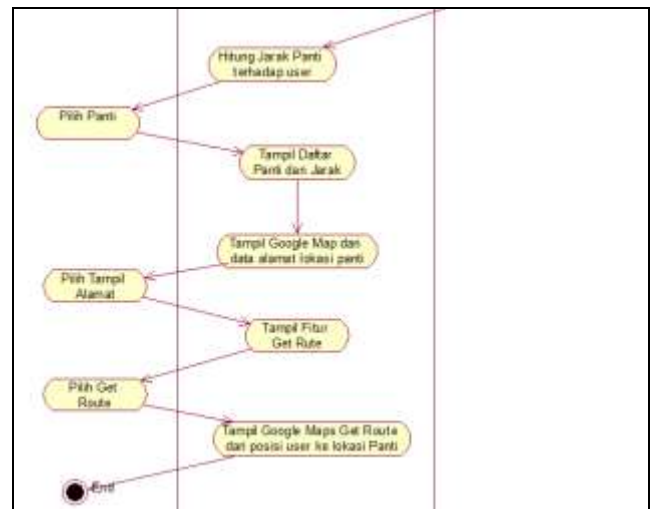 Hitung Jarak Panti
terhadap user
Pilih Panti
Tampil Daftar
Panti dan Jarak
Tampil Google Map dan
data alamat lokasi panti
Pilih Tampil
Alamat
Tampil Fitur
Get Rute
Pilih Get
Route
Tampil Google Maps Get Route
dari posisi user ke lokasi Panti
End